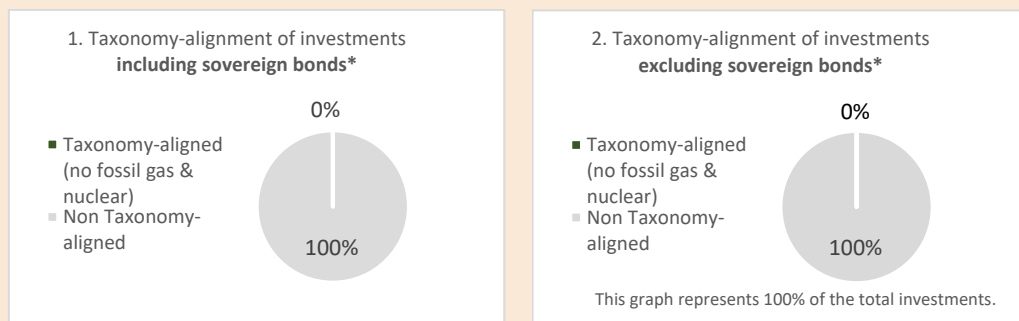 1. Taxonomy-alignment of investments
including sovereign bonds*
0%
Taxonomy-aligned
(no fossil gas &
nuclear)
Non Taxonomy-
aligned
100%
2. Taxonomy-alignment of investments
excluding sovereign bonds*
0%
Taxonomy-aligned
(no fossil gas &
nuclear)
Non Taxonomy-
aligned
100%
This graph represents 100% of the total investments.